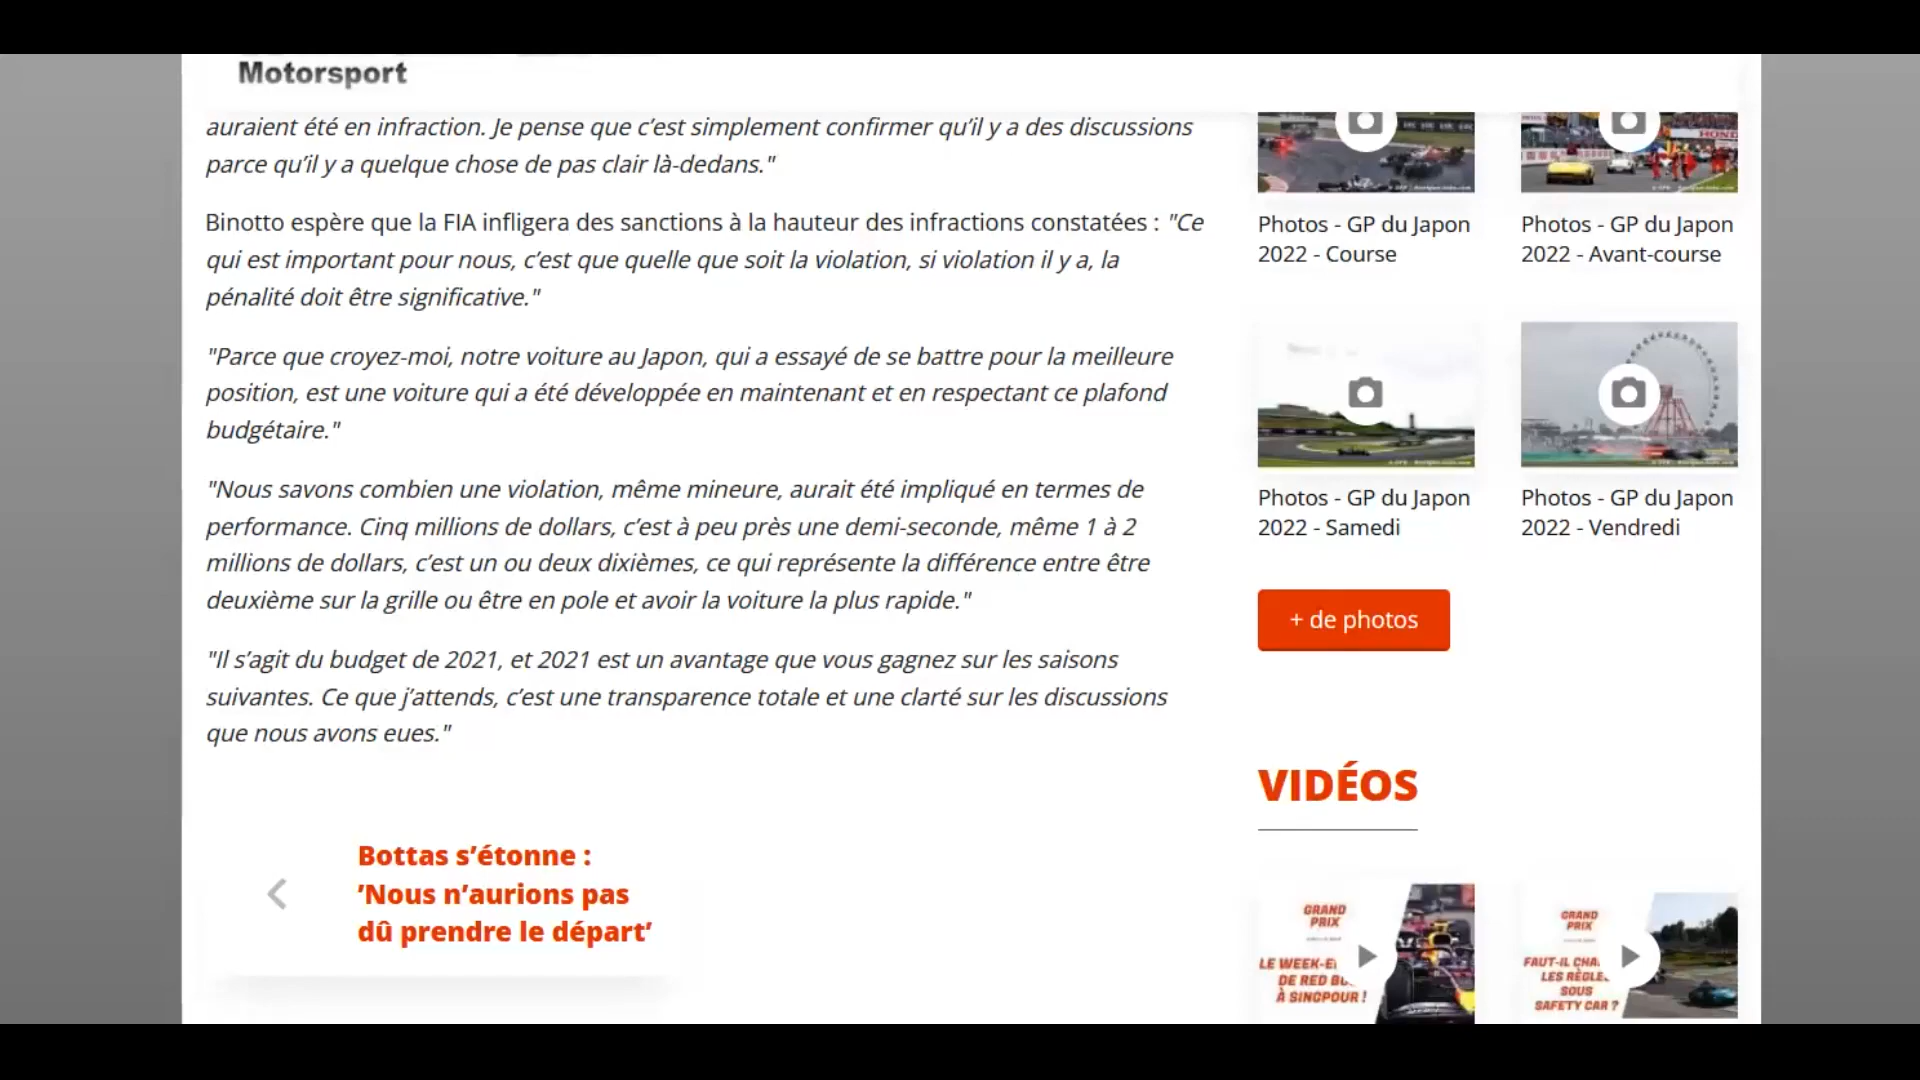 Motorsport
auraient été en infraction. Je pense que c’est simplement confirmer qu’il y a des discussions
parce qu’il y a quelque chose de pas clair là-dedans."
Binotto espère que la FIA infligera des sanctions à la hauteur des infractions constatées : "Ce
qui est important pour nous, c’est que quelle que soit la violation, si violation il y a, la
pénalité doit être significative."
"Parce que croyez-moi, notre voiture au Japon, qui a essayé de se battre pour la meilleure
position, est une voiture qui a été développée en maintenant et en respectant ce plafond
budgétaire."
"Nous savons combien une violation, même mineure, aurait été impliqué en termes de
performance. Cinq millions de dollars, c’est à peu près une demi-seconde, même 1 à 2
millions de dollars, c’est un ou deux dixièmes, ce qui représente la différence entre être
deuxième sur la grille ou être en pole et avoir la voiture la plus rapide."
"Il s’agit du budget de 2021, et 2021 est un avantage que vous gagnez sur les saisons
suivantes. Ce que j’attends, c’est une transparence totale et une clarté sur les discussions
que nous avons eues."
Bottas s’étonne :
’Nous n’aurions pas
dû prendre le départ’
HONDA
Photos - GP du Japon
2022 - Course
Photos - GP du Japon
2022 - Avant-course
Photos - GP du Japon
2022 - Samedi
Photos - GP du Japon
2022 - Vendredi
+ de photos
VIDÉOS
GRAND
PRIX
LE WEEK-E
DE RED BU
À SINGPOUR !
GRAND
PRIX
FAUT-IL CHA
LES RÈGLE
SOUS
SAFETY CAR ?